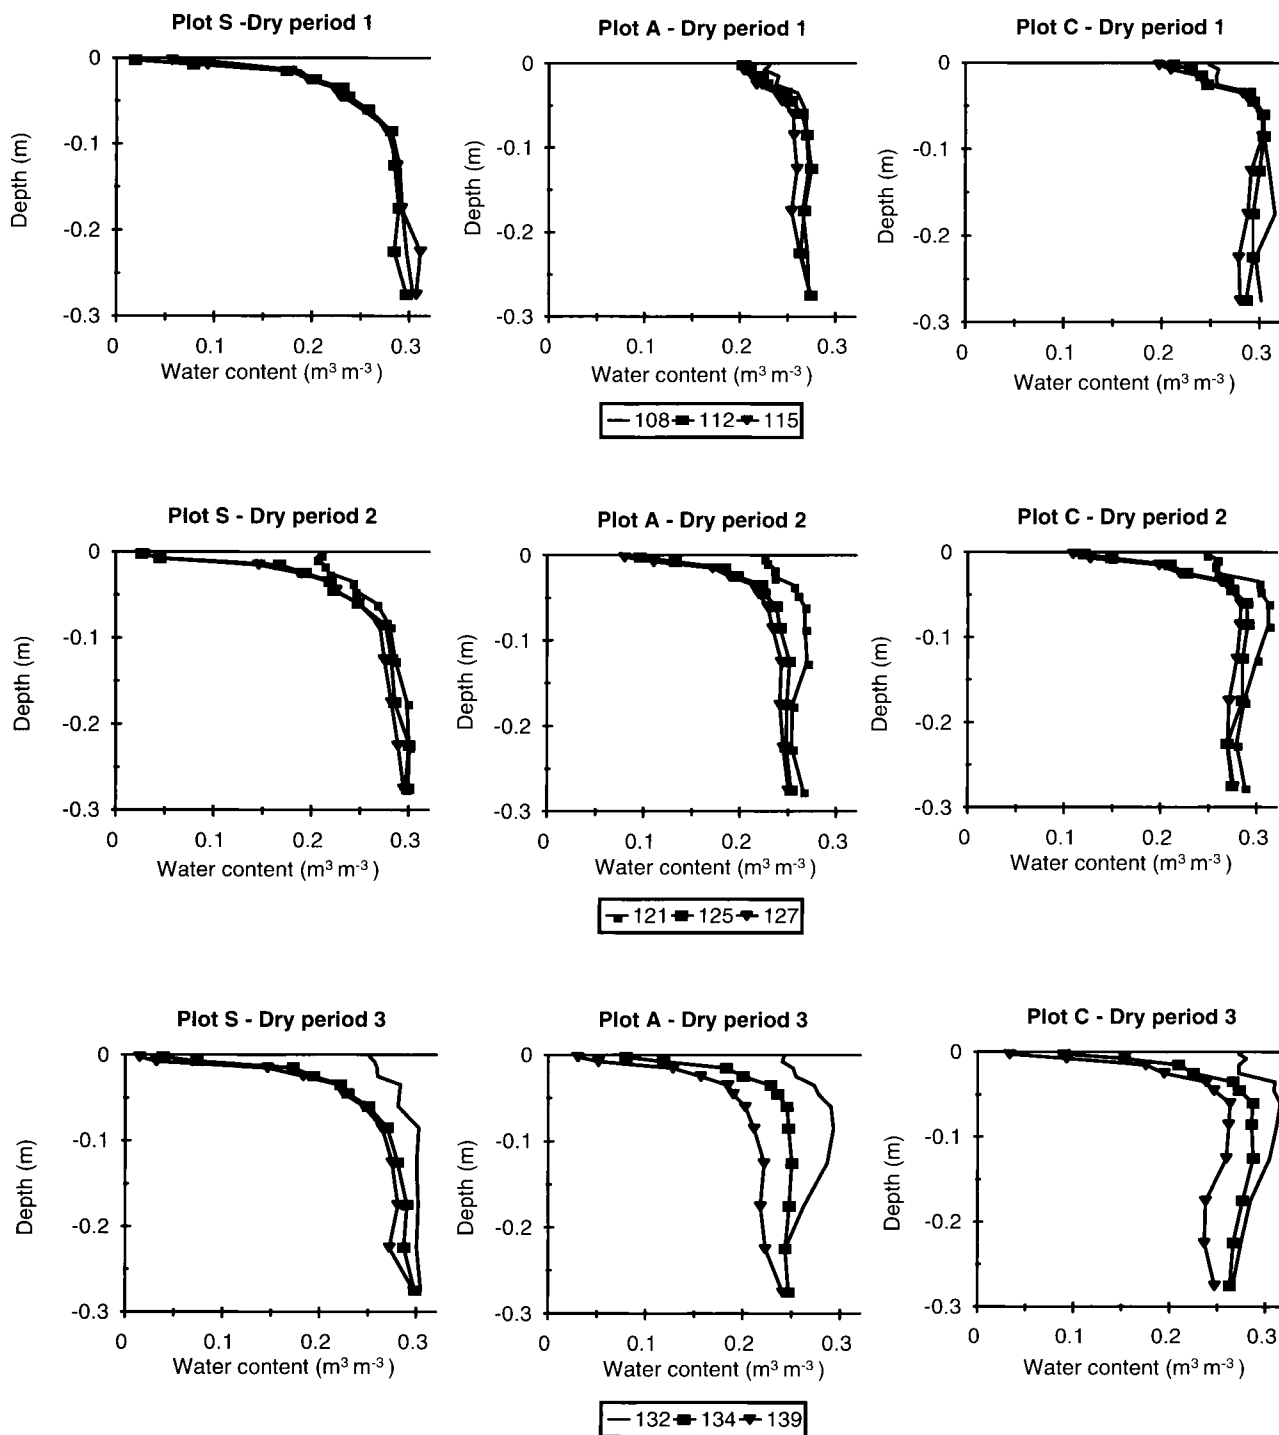 Plot S -Dry period 1
Plot A - Dry period 1
Plot C - Dry period 1
0
-0.1
-0.2
-0.3
Depth (m)
0 0.1 0.2 0.3
Water content (m³ m⁻³ )
0
-0.1
-0.2
-0.3
Depth (m)
0 0.1 0.2 0.3
Water content (m³ m⁻³ )
0
-0.1
-0.2
-0.3
Depth (m)
0 0.1 0.2 0.3
Water content (m³ m⁻³ )
108 112 115
Plot S - Dry period 2
Plot A - Dry period 2
Plot C - Dry period 2
0
-0.1
-0.2
-0.3
Depth (m)
0 0.1 0.2 0.3
Water content (m³ m⁻³ )
0
-0.1
-0.2
-0.3
Depth (m)
0 0.1 0.2 0.3
Water content (m³ m⁻³ )
0
-0.1
-0.2
-0.3
Depth (m)
0 0.1 0.2 0.3
Water content (m³ m⁻³ )
121 125 127
Plot S - Dry period 3
Plot A - Dry period 3
Plot C - Dry period 3
0
-0.1
-0.2
-0.3
Depth (m)
0 0.1 0.2 0.3
Water content (m³ m⁻³ )
0
-0.1
-0.2
-0.3
Depth (m)
0 0.1 0.2 0.3
Water content (m³ m⁻³ )
0
-0.1
-0.2
-0.3
Depth (m)
0 0.1 0.2 0.3
Water content (m³ m⁻³ )
132 134 139